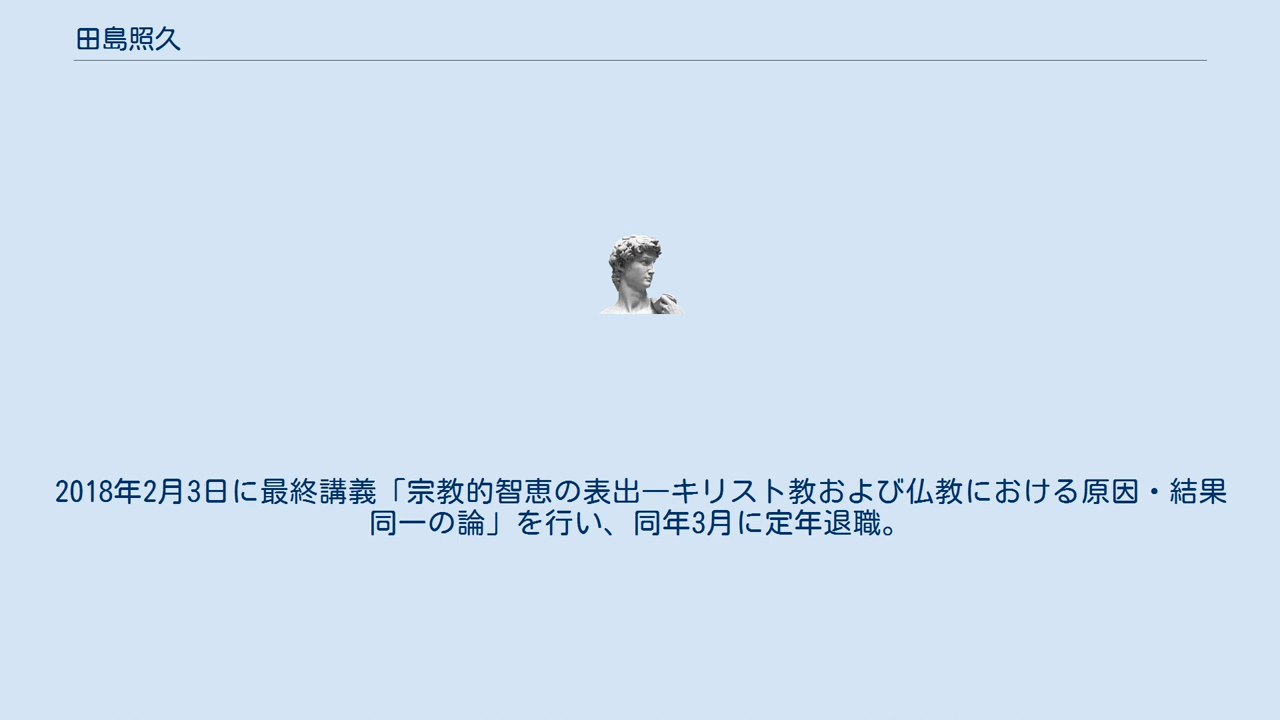 田島照久
2018年2月3日に最終講義「宗教的智恵の表出―キリスト教および仏教における原因・結果
同一の論」を行い、同年3月に定年退職。